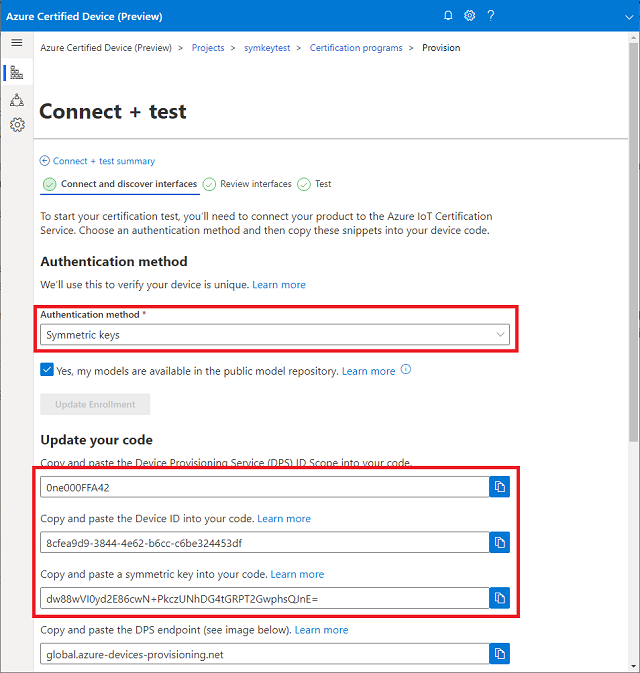 Azure Certified Device (Preview)
Azure Certified Device (Preview) > Projects > symkeytest > Certification programs > Provision
Connect + test
Connect + test summary
Connect and discover interfaces Review interfaces Test
To start your certification test, you'll need to connect your product to the Azure IoT Certification
Service. Choose an authentication method and then copy these snippets into your device code.
Authentication method
We'll use this to verify your device is unique. Learn more
Authentication method *
Symmetric keys
Yes, my models are available in the public model repository. Learn more
Update Enrollment
Update your code
Copy and paste the Device Provisioning Service (DPS) ID Scope into your code.
0ne000FFA42
Copy and paste the Device ID into your code. Learn more
8cfea9d9-3844-4e62-b6cc-c6be324453df
Copy and paste a symmetric key into your code. Learn more
dw88wVI0yd2E86cwN+PkczUNhDG4tGRPT2GwphsQJnE=
Copy and paste the DPS endpoint (see image below). Learn more
global.azure-devices-provisioning.net